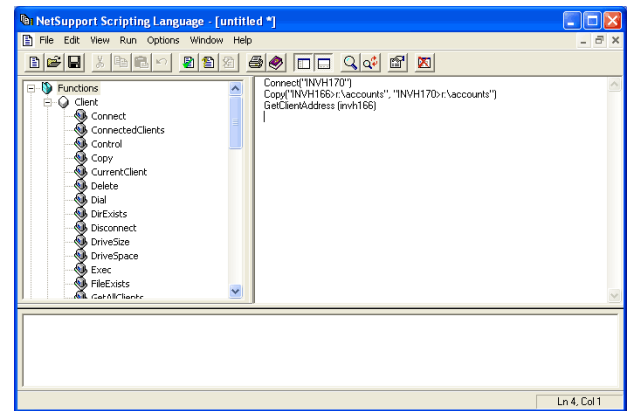 NetSupport Scripting Language - [untitled *]
File Edit View Run Options Window Help
Functions
Client
Connect
ConnectedClients
Control
Copy
CurrentClient
Delete
Dial
DirExists
Disconnect
DriveSize
DriveSpace
Exec
FileExists
GetAllClients
Connect("INVH170")
Copy("INVH166>r:\accounts", "INVH170>r:\accounts")
GetClientAddress (invh166)
Ln 4, Col 1